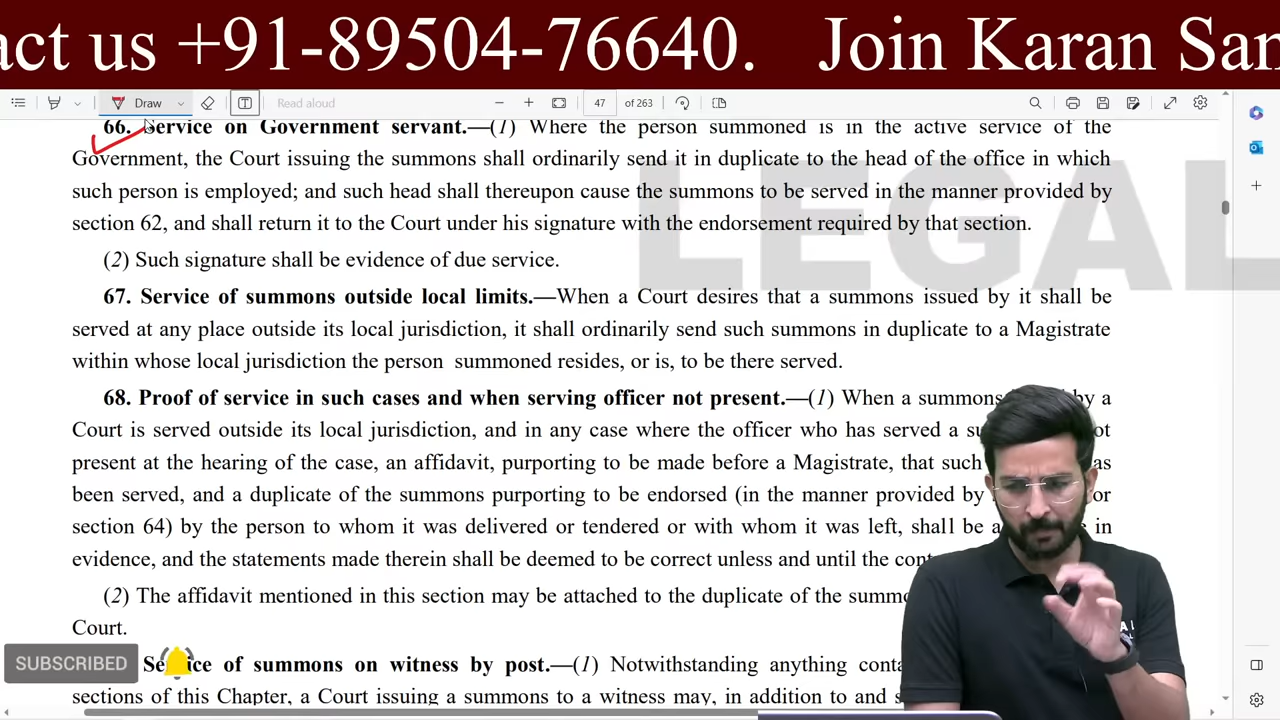 act us +91-89504-76640. Join Karan San
Draw
Read aloud
47
of 263
66. Service on Government servant.—(1) Where the person summoned is in the active service of the
Government, the Court issuing the summons shall ordinarily send it in duplicate to the head of the office in which
such person is employed; and such head shall thereupon cause the summons to be served in the manner provided by
section 62, and shall return it to the Court under his signature with the endorsement required by that section.
(2) Such signature shall be evidence of due service.
67. Service of summons outside local limits.—When a Court desires that a summons issued by it shall be
served at any place outside its local jurisdiction, it shall ordinarily send such summons in duplicate to a Magistrate
within whose local jurisdiction the person summoned resides, or is, to be there served.
68. Proof of service in such cases and when serving officer not present.—(1) When a summons by a
Court is served outside its local jurisdiction, and in any case where the officer who has served a
present at the hearing of the case, an affidavit, purporting to be made before a Magistrate, that such
been served, and a duplicate of the summons purporting to be endorsed (in the manner provided by or
section 64) by the person to whom it was delivered or tendered or with whom it was left, shall be in
evidence, and the statements made therein shall be deemed to be correct unless and until the
(2) The affidavit mentioned in this section may be attached to the duplicate of the
Court.
Service of summons on witness by post.—(1) Notwithstanding anything
sections of this Chapter, a Court issuing a summons to a witness may, in addition to and
SUBSCRIBED
LEGAL